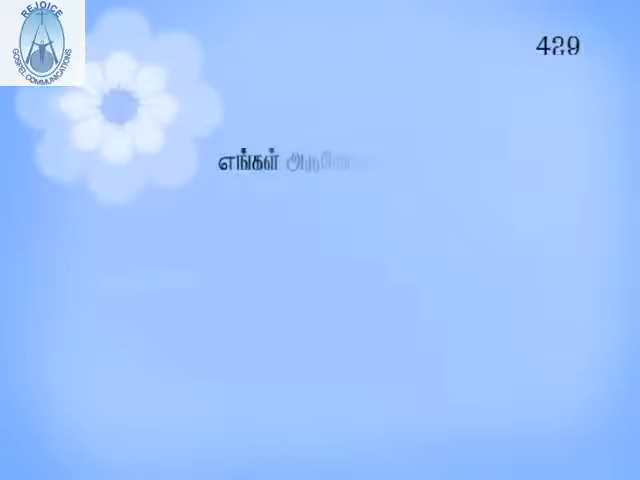 REJOICE
GOSPEL COMMUNICATIONS
429
எங்கள்